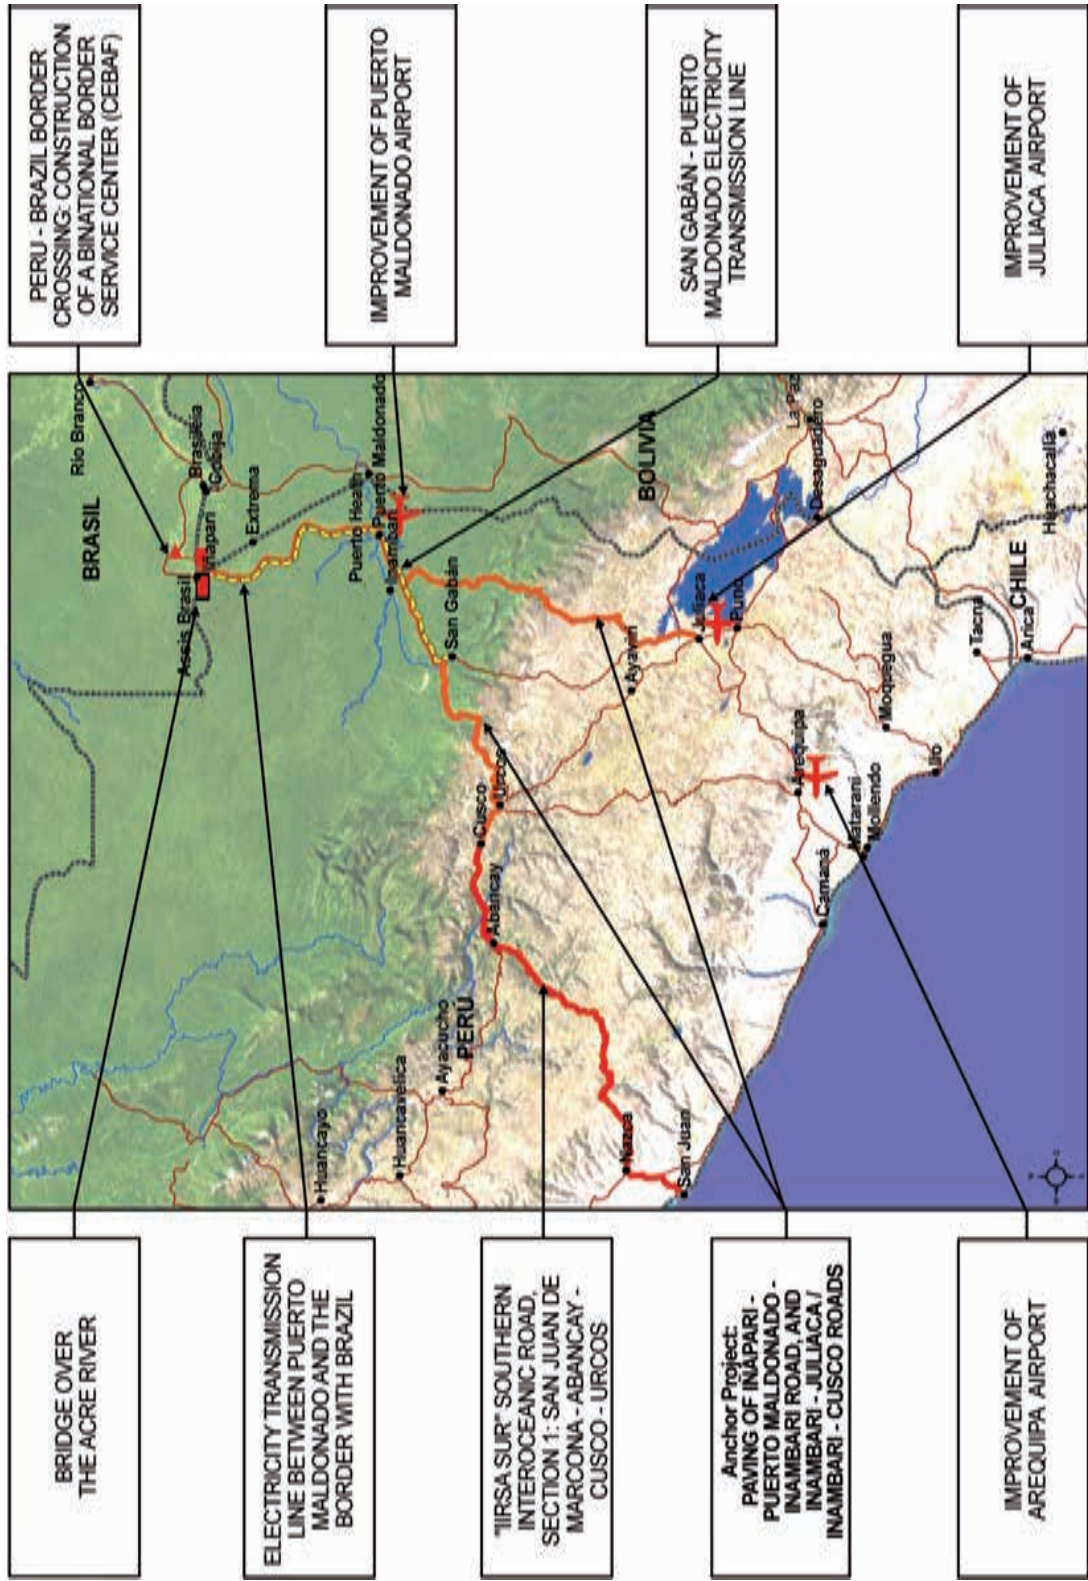 BRIDGE OVER
THE ACRE RIVER
ELECTRICITY TRANSMISSION
LINE BETWEEN PUERTO
MALDONADO AND THE
BORDER WITH BRAZIL
"IIRSA SUR" SOUTHERN
INTEROCEANIC ROAD,
SECTION 1: SAN JUAN DE
MARCONA - ABANCAY -
CUSCO - URCOS
Anchor Project:
PAVING OF INAPARI -
PUERTO MALDONADO -
INAMBARI ROAD, AND
INAMBARI - JULIACA /
INAMBARI - CUSCO ROADS
IMPROVEMENT OF
AREQUIPA AIRPORT
BRASIL
Rio Branco
Assis Brasil
Iñapari
Brasiléia
Cobija
Extrema
Puerto Health
Puerto Maldonado
Inambari
San Gabán
Huancayo
Huancavelica
Ayacucho
PERÚ
Abancay
Cusco
Urcos
Nazca
San Juan
Ayaviri
BOLIVIA
Juliaca
Puno
La Paz
Desaguadero
Arequipa
Camaná
Matarani
Mollendo
Moquegua
Ilo
Tacna
Arica
CHILE
PERU - BRAZIL BORDER
CROSSING: CONSTRUCTION
OF A BINATIONAL BORDER
SERVICE CENTER (CEBAF)
IMPROVEMENT OF PUERTO
MALDONADO AIRPORT
SAN GABÁN - PUERTO
MALDONADO ELECTRICITY
TRANSMISSION LINE
IMPROVEMENT OF
JULIACA AIRPORT